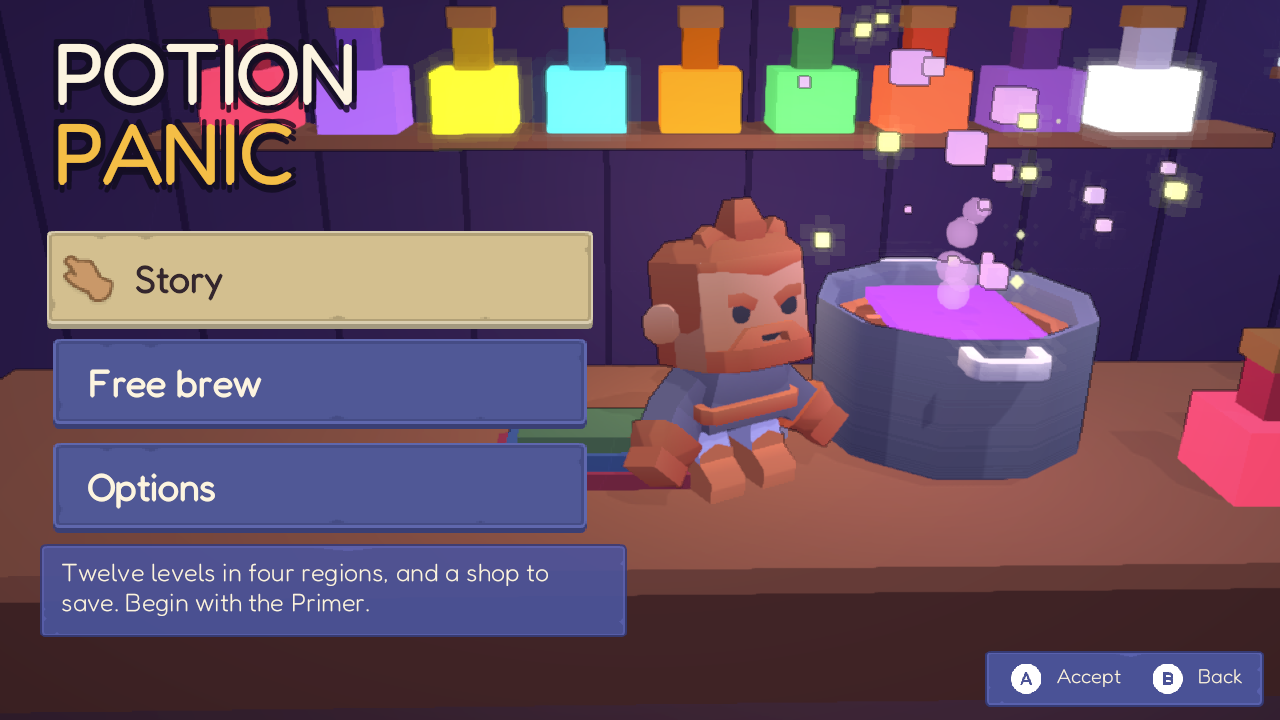 POTION
PANIC
Story
Free brew
Options
Twelve levels in four regions, and a shop to
save. Begin with the Primer.
A Accept B Back